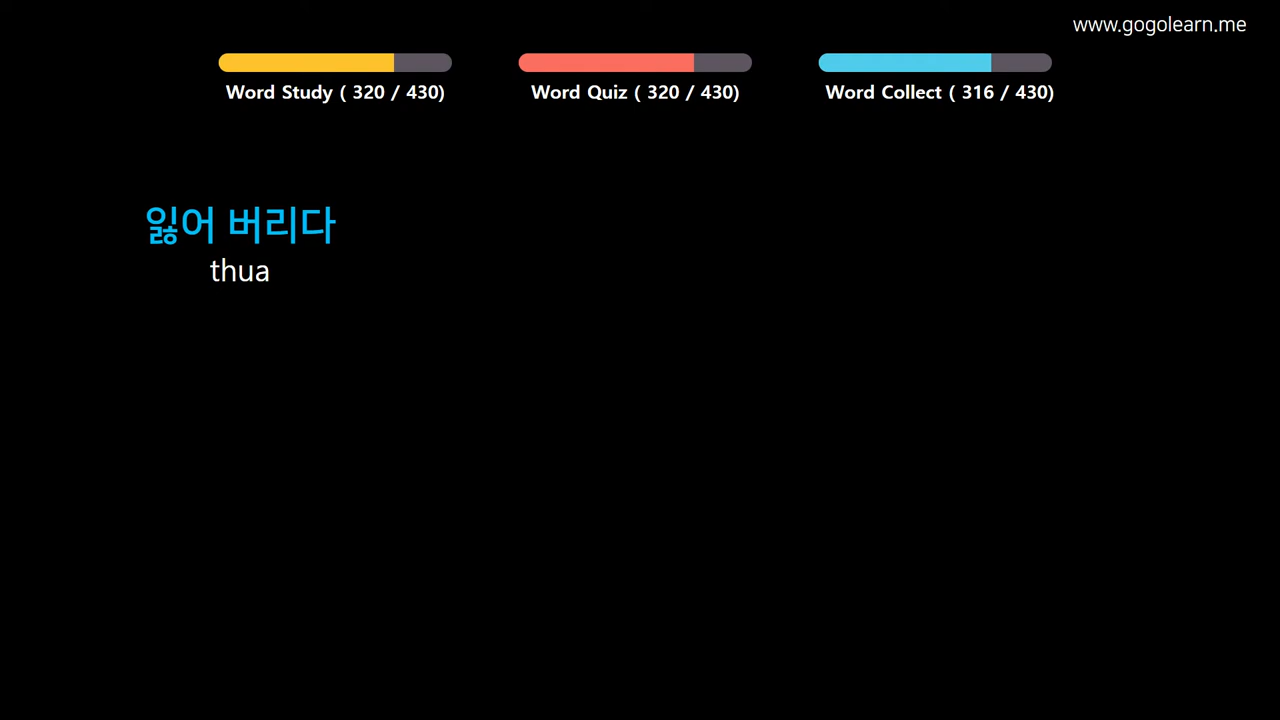 www.gogolearn.me
Word Study ( 320 / 430)
Word Quiz ( 320 / 430)
Word Collect ( 316 / 430)
잃어 버리다
thua